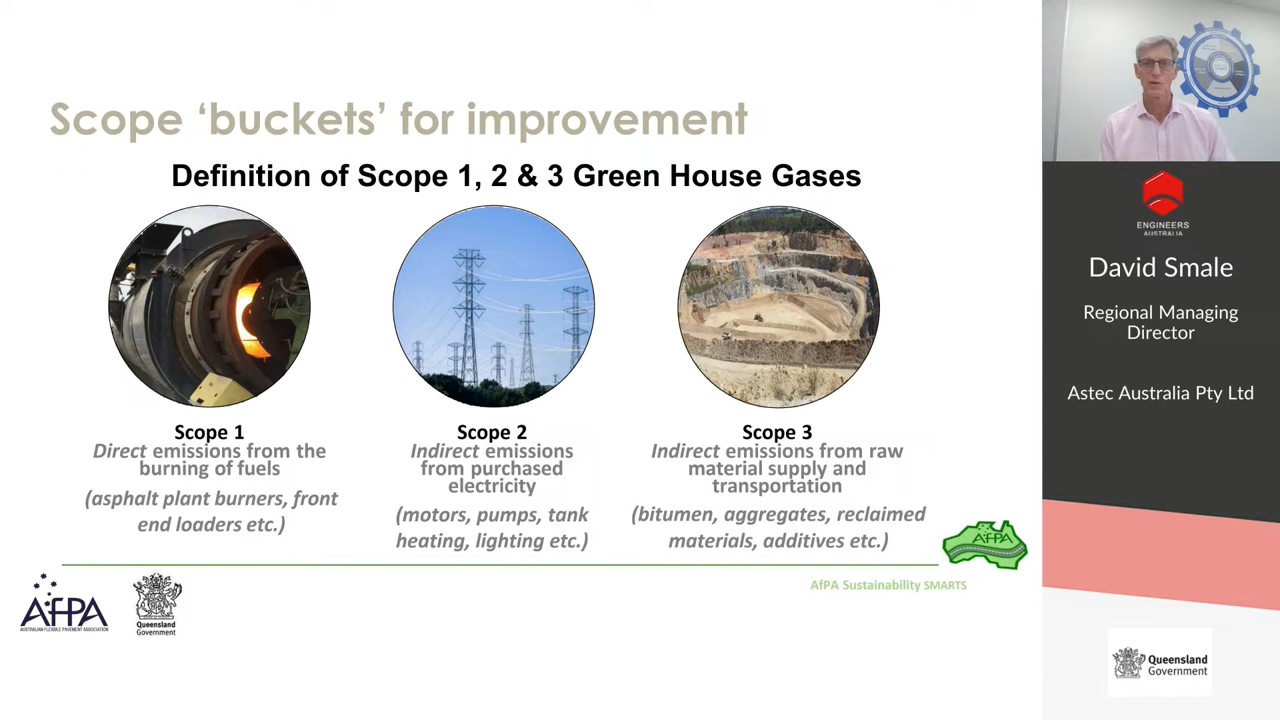 Scope ‘buckets’ for improvement
Definition of Scope 1, 2 & 3 Green House Gases
Scope 1
Direct emissions from the
burning of fuels
(asphalt plant burners, front
end loaders etc.)
Scope 2
Indirect emissions
from purchased
electricity
(motors, pumps, tank
heating, lighting etc.)
Scope 3
Indirect emissions from raw
material supply and
transportation
(bitumen, aggregates, reclaimed
materials, additives etc.)
AfPA
AfPA Sustainability SMARTS
AfPA
AUSTRALIAN FLEXIBLE PAVEMENT ASSOCIATION
Queensland
Government
ENGINEERS
AUSTRALIA
David Smale
Regional Managing
Director
Astec Australia Pty Ltd
Queensland
Government